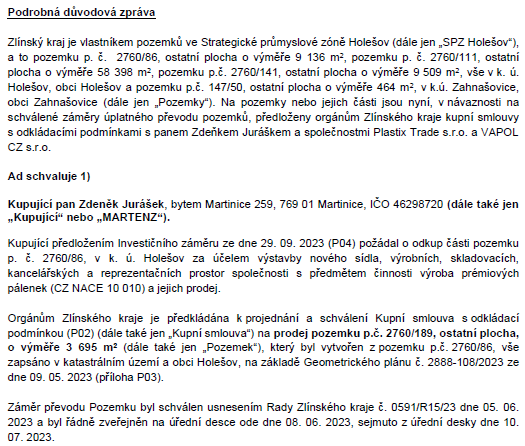 Podrobná důvodová zpráva
Zlínský kraj je vlastníkem pozemků ve Strategické průmyslové zóně Holešov (dále jen „SPZ Holešov“),
a to pozemku p. č. 2760/86, ostatní plocha o výměře 9 136 m², pozemku p. č. 2760/111, ostatní
plocha o výměře 58 398 m², pozemku p.č. 2760/141, ostatní plocha o výměře 9 509 m², vše v k. ú.
Holešov, obci Holešov a pozemku p.č. 147/50, ostatní plocha o výměře 464 m², v k.ú. Zahnašovice,
obci Zahnašovice (dále jen „Pozemky“). Na pozemky nebo jejich části jsou nyní, v návaznosti na
schválené záměry úplatného převodu pozemků, předloženy orgánům Zlínského kraje kupní smlouvy
s odkládacími podmínkami s panem Zdeňkem Juráškem a společnostmi Plastix Trade s.r.o. a VAPOL
CZ s.r.o.
Ad schvaluje 1)
Kupující pan Zdeněk Jurášek, bytem Martinice 259, 769 01 Martinice, IČO 46298720 (dále také jen
„Kupující“ nebo „MARTENZ“).
Kupující předložením Investičního záměru ze dne 29. 09. 2023 (P04) požádal o odkup části pozemku
p. č. 2760/86, v k. ú. Holešov za účelem výstavby nového sídla, výrobních, skladovacích,
kancelářských a reprezentačních prostor společnosti s předmětem činnosti výroba prémiových
pálenek (CZ NACE 10 010) a jejich prodej.
Orgánům Zlínského kraje je předkládána k projednání a schválení Kupní smlouva s odkládací
podmínkou (P02) (dále také jen „Kupní smlouva“) na prodej pozemku p.č. 2760/189, ostatní plocha,
o výměře 3 695 m² (dále také jen „Pozemek“), který byl vytvořen z pozemku p.č. 2760/86, vše
zapsáno v katastrálním území a obci Holešov, na základě Geometrického plánu č. 2888-108/2023 ze
dne 09. 05. 2023 (příloha P03).
Záměr převodu Pozemku byl schválen usnesením Rady Zlínského kraje č. 0591/R15/23 dne 05. 06.
2023 a byl řádně zveřejněn na úřední desce ode dne 08. 06. 2023, sejmuto z úřední desky dne 10.
07. 2023.